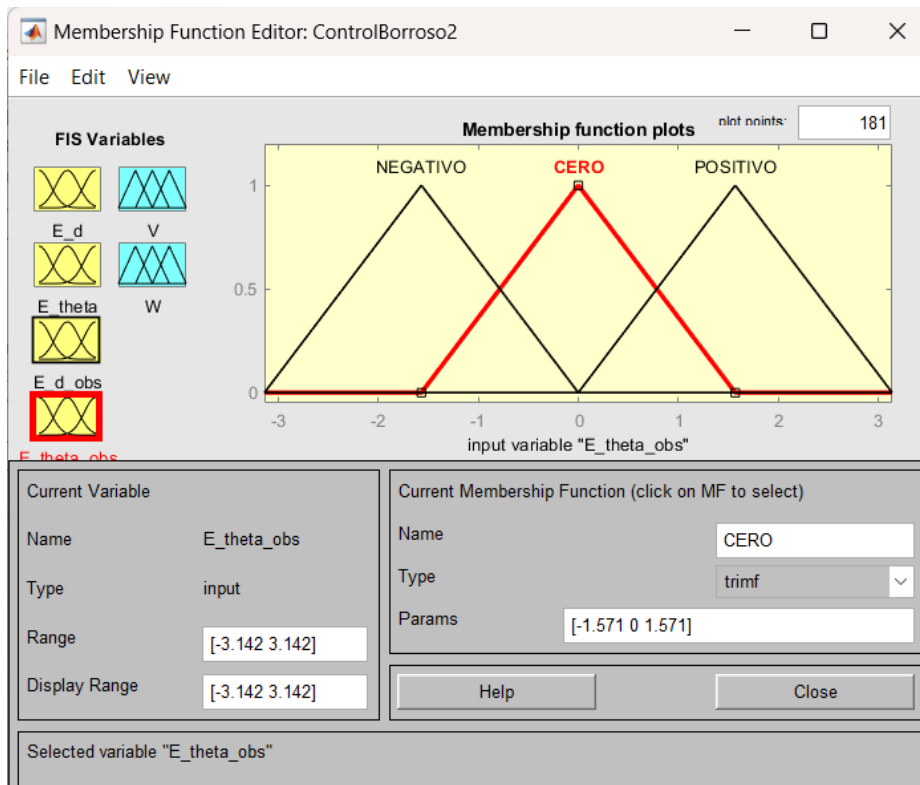 Membership Function Editor: ControlBorroso2
File Edit View
FIS Variables
E_d
V
E_theta
W
E_d_obs
E_theta_obs
Membership function plots
plot points:
181
NEGATIVO
CERO
POSITIVO
1
0.5
0
-3
-2
-1
0
1
2
3
input variable "E_theta_obs"
Current Variable
Name
E_theta_obs
Type
input
Range
[-3.142 3.142]
Display Range
[-3.142 3.142]
Current Membership Function (click on MF to select)
Name
CERO
Type
trimf
Params
[-1.571 0 1.571]
Help
Close
Selected variable "E_theta_obs"